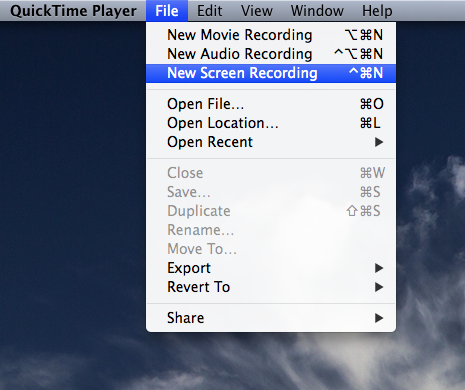 QuickTime Player File Edit View Window Help
New Movie Recording ⌥⌘N
New Audio Recording ^⌥⌘N
New Screen Recording ^⌘N
Open File… ⌘O
Open Location… ⌘L
Open Recent ▶
Close ⌘W
Save… ⌘S
Duplicate ⇧⌘S
Rename…
Move To…
Export ▶
Revert To ▶
Share ▶